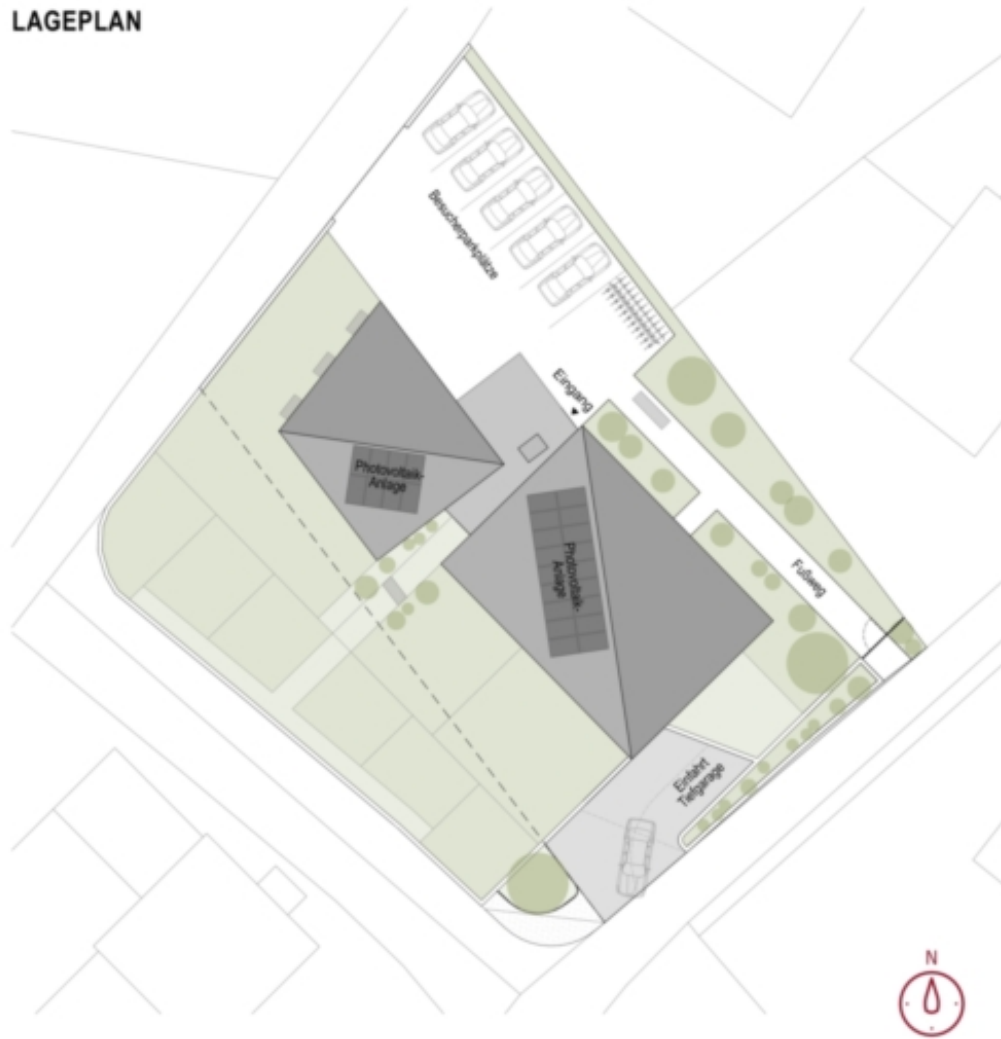 LAGEPLAN
Besucherparkplätze
Eingang
Photovoltaik-
Anlage
Photovoltaik-
Anlage
Fußweg
Einfahrt
Tiefgarage
N